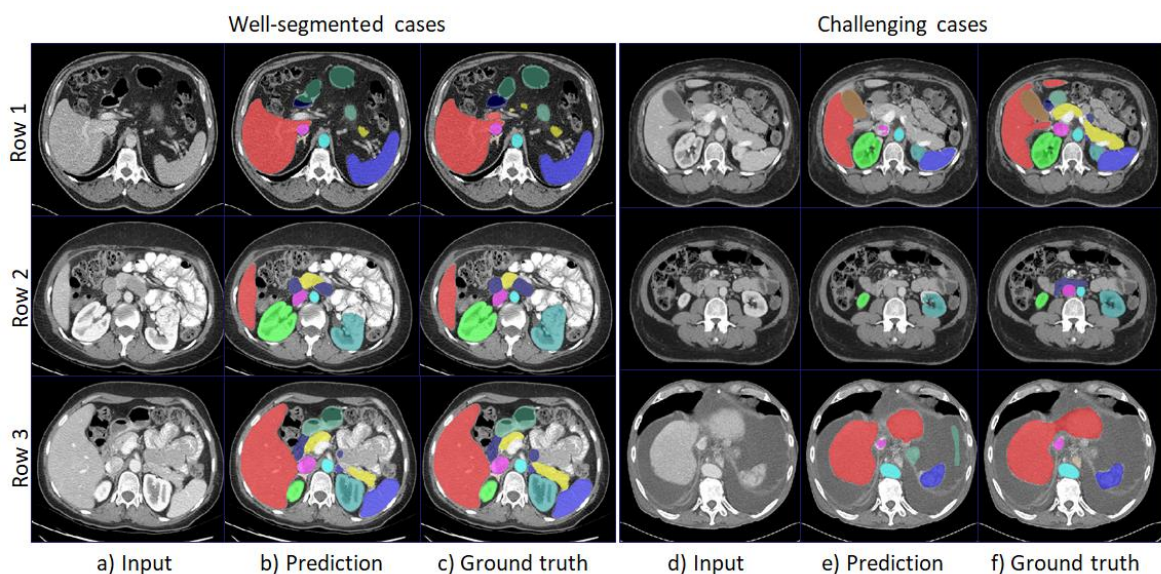 Well-segmented cases
Challenging cases
Row 1
Row 2
Row 3
a) Input
b) Prediction
c) Ground truth
d) Input
e) Prediction
f) Ground truth